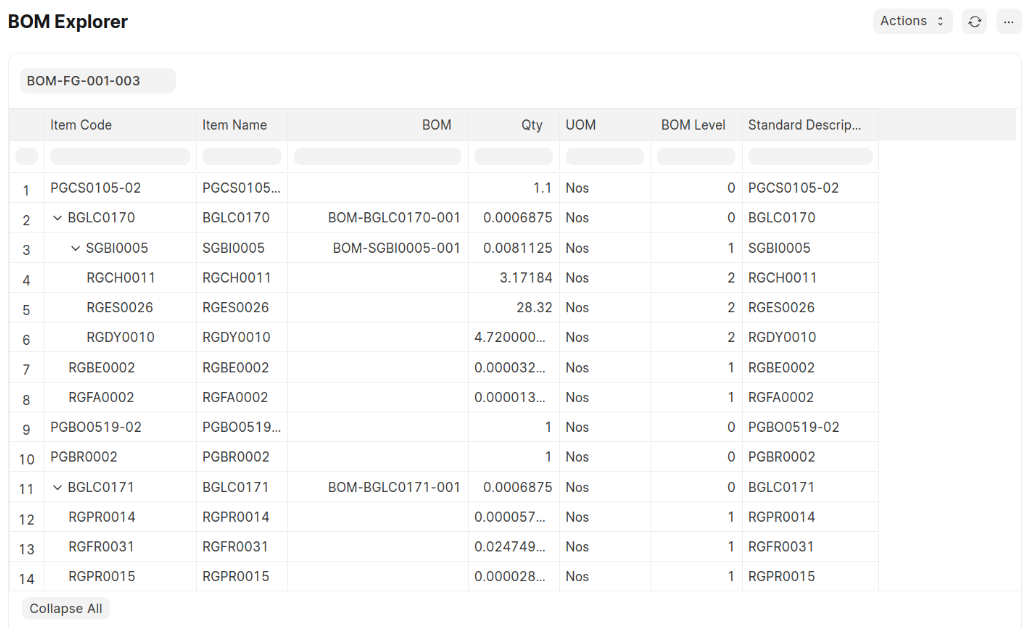 BOM Explorer
Actions
...
BOM-FG-001-003
Item Code Item Name BOM Qty UOM BOM Level Standard Descrip...
1 PGCS0105-02 PGCS0105... 1.1 Nos 0 PGCS0105-02
2 BGLC0170 BGLC0170 BOM-BGLC0170-001 0.0006875 Nos 0 BGLC0170
3 SGBI0005 SGBI0005 BOM-SGBI0005-001 0.0081125 Nos 1 SGBI0005
4 RGCH0011 RGCH0011 3.17184 Nos 2 RGCH0011
5 RGES0026 RGES0026 28.32 Nos 2 RGES0026
6 RGDY0010 RGDY0010 4.720000... Nos 2 RGDY0010
7 RGBE0002 RGBE0002 0.000032... Nos 1 RGBE0002
8 RGFA0002 RGFA0002 0.000013... Nos 1 RGFA0002
9 PGBO0519-02 PGBO0519... 1 Nos 0 PGBO0519-02
10 PGBR0002 PGBR0002 1 Nos 0 PGBR0002
11 BGLC0171 BGLC0171 BOM-BGLC0171-001 0.0006875 Nos 0 BGLC0171
12 RGPR0014 RGPR0014 0.000057... Nos 1 RGPR0014
13 RGFR0031 RGFR0031 0.024749... Nos 1 RGFR0031
14 RGPR0015 RGPR0015 0.000028... Nos 1 RGPR0015
Collapse All